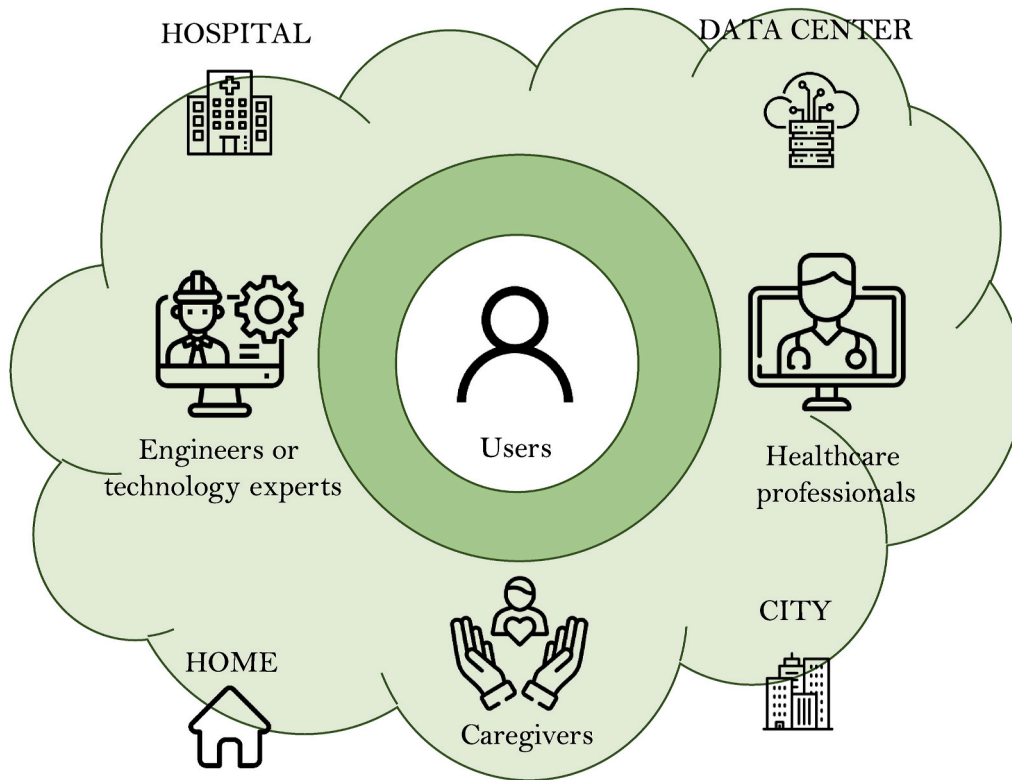 HOSPITAL
DATA CENTER
Engineers or
technology experts
Users
Healthcare
professionals
HOME
Caregivers
CITY